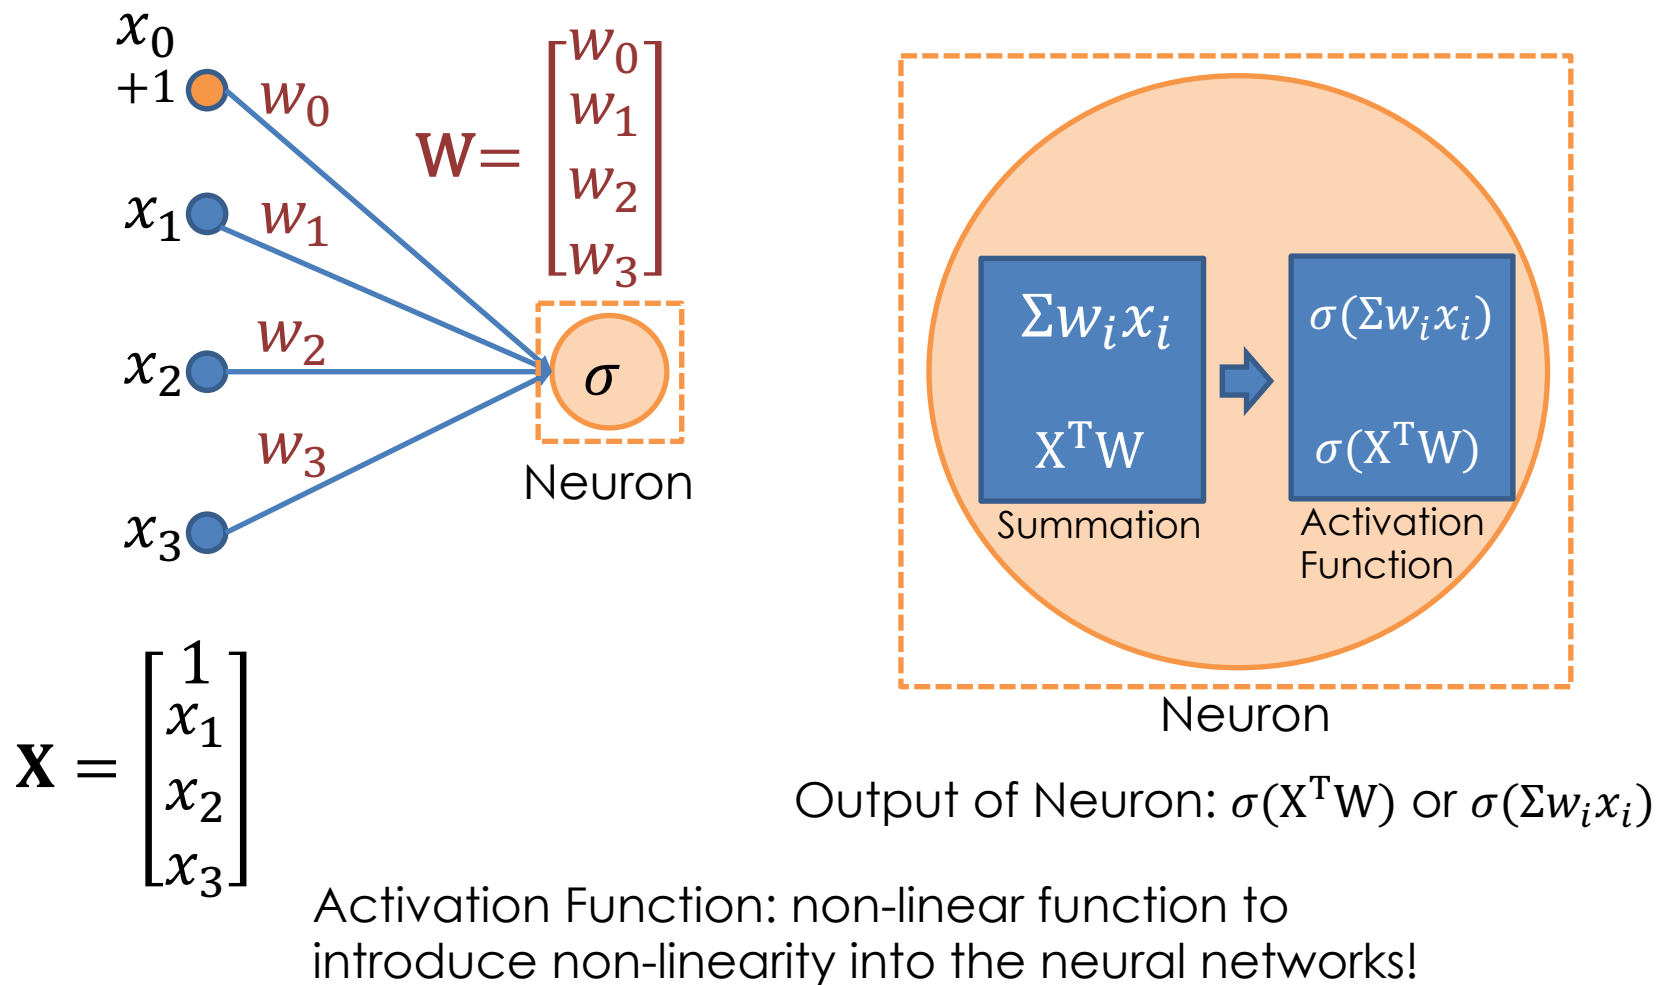 x₀
+1
w₀
x₁
w₁
x₂
w₂
x₃
w₃
W=
w₀
w₁
w₂
w₃
σ
Neuron
X =
1
x₁
x₂
x₃
Σwᵢxᵢ
XᵀW
Summation
σ(Σwᵢxᵢ)
σ(XᵀW)
Activation
Function
Neuron
Output of Neuron: σ(XᵀW) or σ(Σwᵢxᵢ)
Activation Function: non-linear function to
introduce non-linearity into the neural networks!